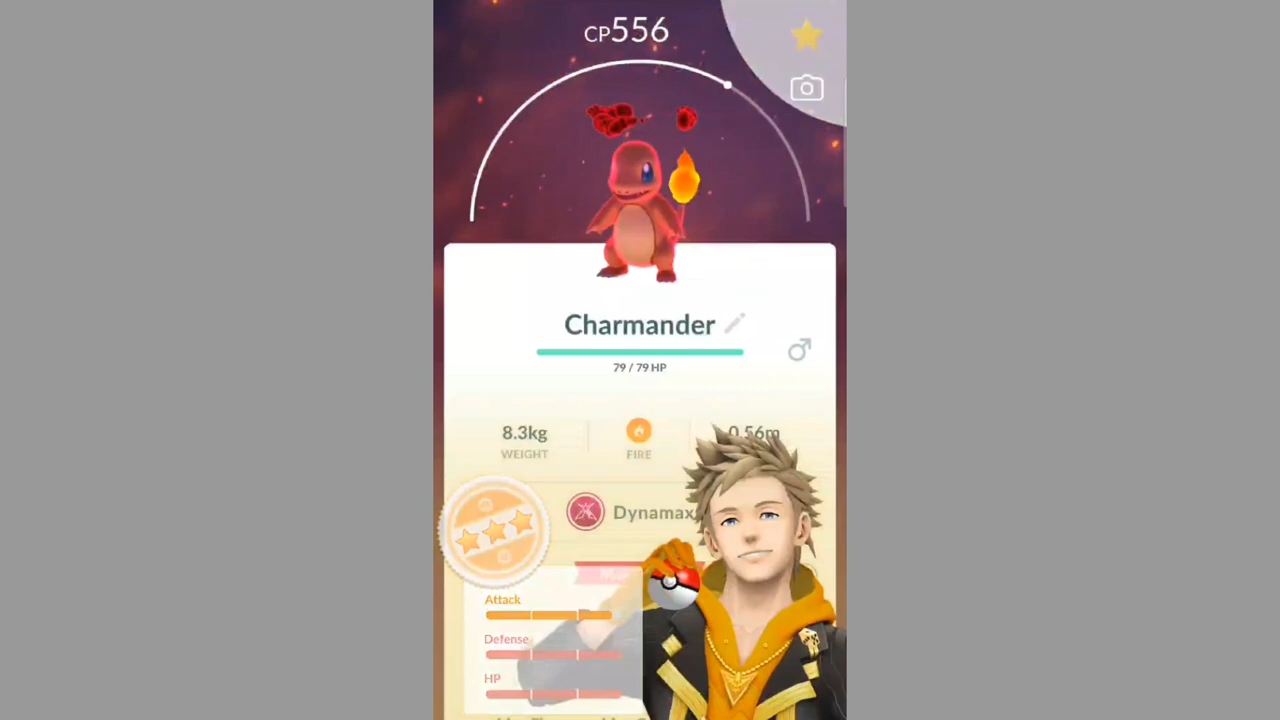 CP556
Charmander
79 / 79 HP
8.3kg
0.56m
WEIGHT
FIRE
Dynamax
Attack
Defense
HP